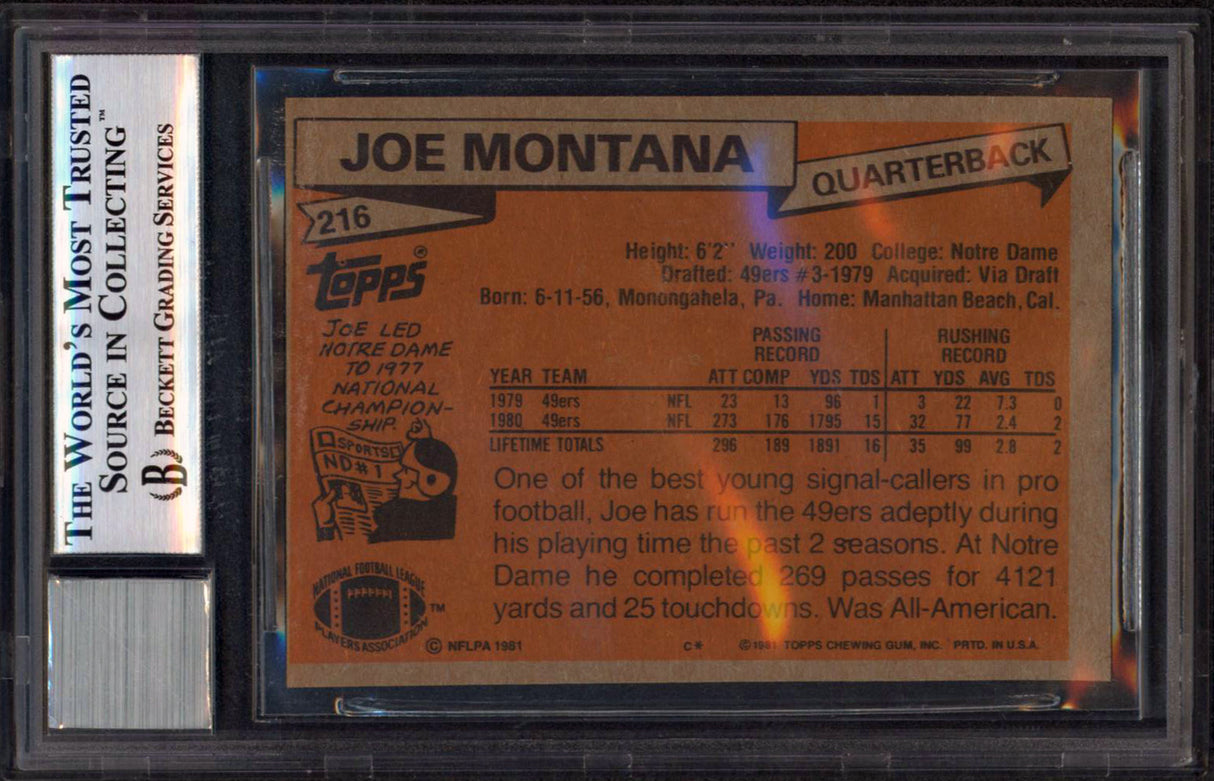 THE WORLD'S MOST TRUSTED
SOURCE IN COLLECTING™
B BECKETT GRADING SERVICES
JOE MONTANA
QUARTERBACK
216
topps®
Height: 6'2" Weight: 200 College: Notre Dame
Drafted: 49ers #3-1979 Acquired: Via Draft
Born: 6-11-56, Monongahela, Pa. Home: Manhattan Beach, Cal.
JOE LED
NOTRE DAME
TO 1977
NATIONAL
CHAMPION-
SHIP.
SPORTS
ND#1
PASSING RUSHING
RECORD RECORD
YEAR TEAM ATT COMP YDS TDS ATT YDS AVG TDS
1979 49ers NFL 23 13 96 1 3 22 7.3 0
1980 49ers NFL 273 176 1795 15 32 77 2.4 2
LIFETIME TOTALS 296 189 1891 16 35 99 2.8 2
One of the best young signal-callers in pro
football, Joe has run the 49ers adeptly during
his playing time the past 2 seasons. At Notre
Dame he completed 269 passes for 4121
yards and 25 touchdowns. Was All-American.
NATIONAL FOOTBALL LEAGUE
PLAYERS ASSOCIATION
™
© NFLPA 1981
C*
© 1981 TOPPS CHEWING GUM, INC. PRTD. IN U.S.A.